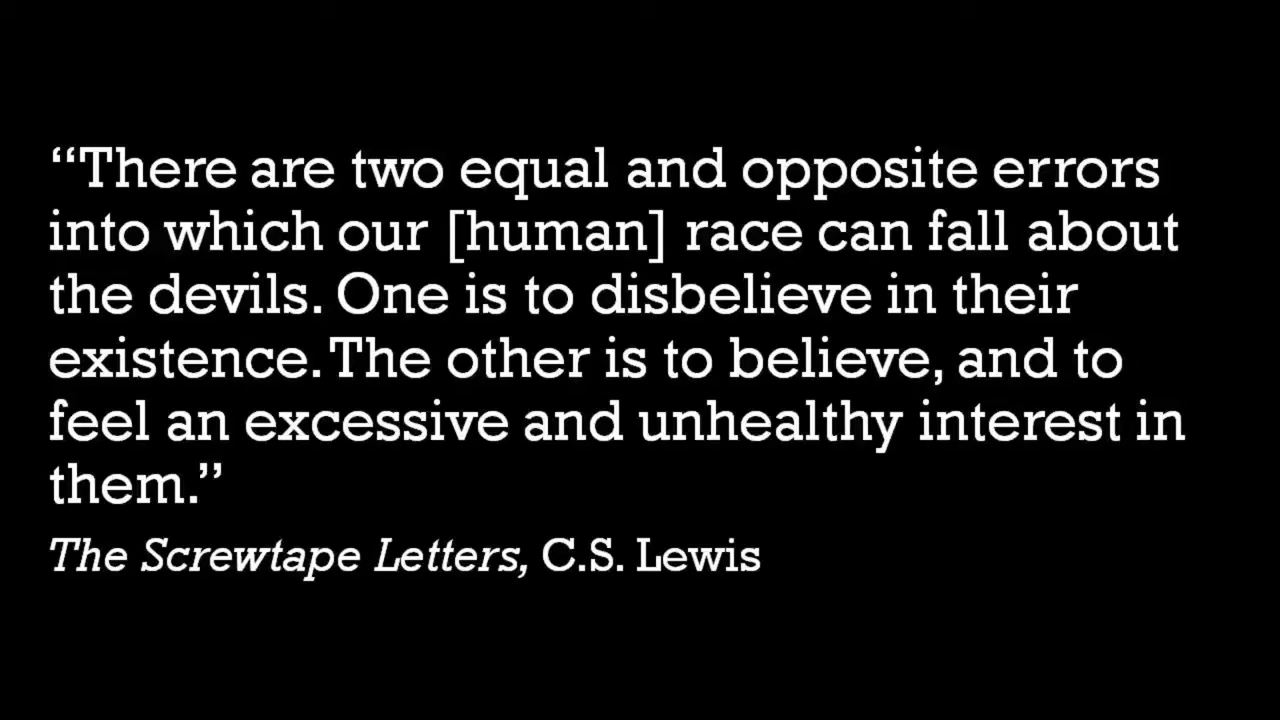 “There are two equal and opposite errors
into which our [human] race can fall about
the devils. One is to disbelieve in their
existence. The other is to believe, and to
feel an excessive and unhealthy interest in
them.”
The Screwtape Letters, C.S. Lewis